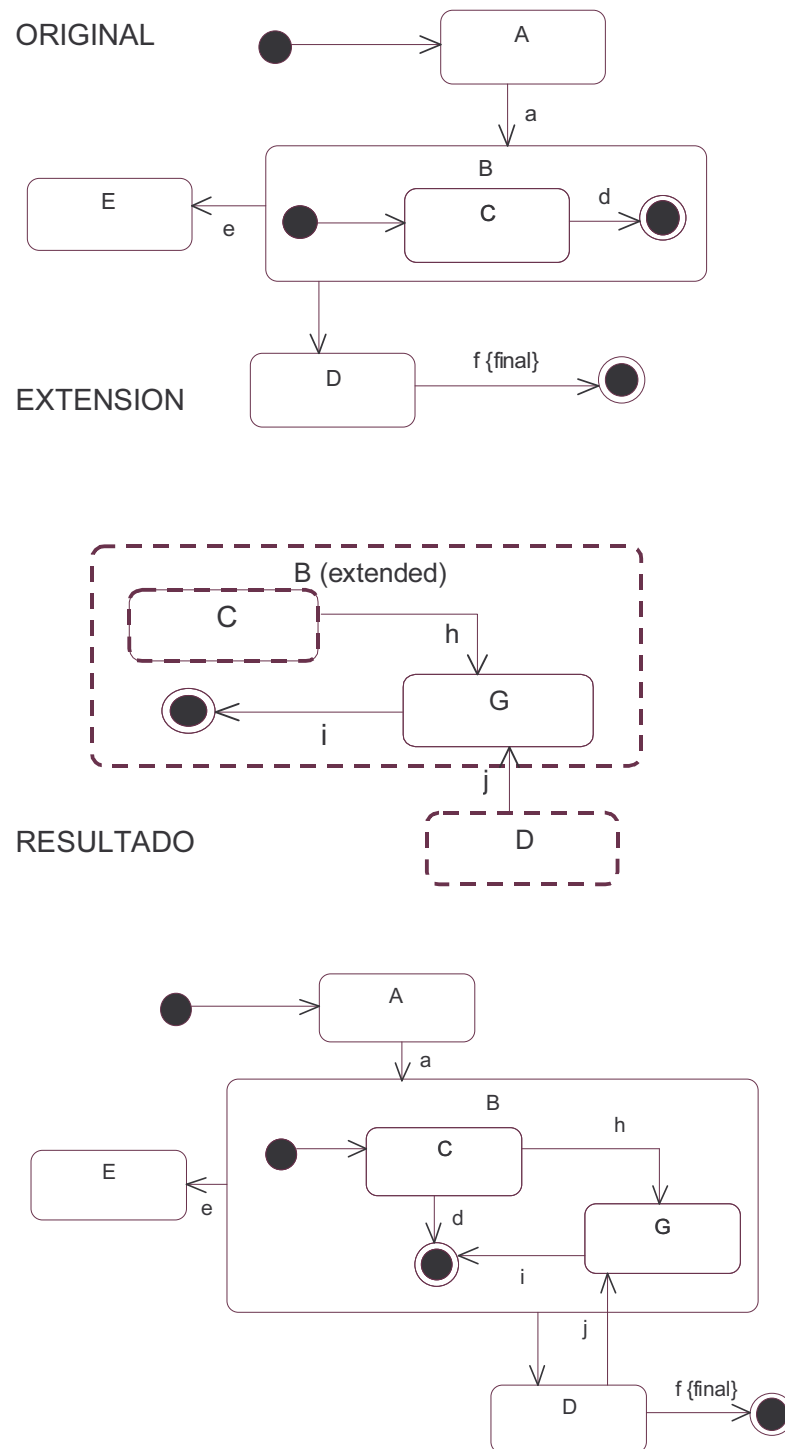 ORIGINAL
A
a
B
E
C
d
e
D
f {final}
EXTENSION
B (extended)
C
h
G
i
j
D
RESULTADO
A
a
B
C
h
E
e
d
G
i
j
D
f {final}